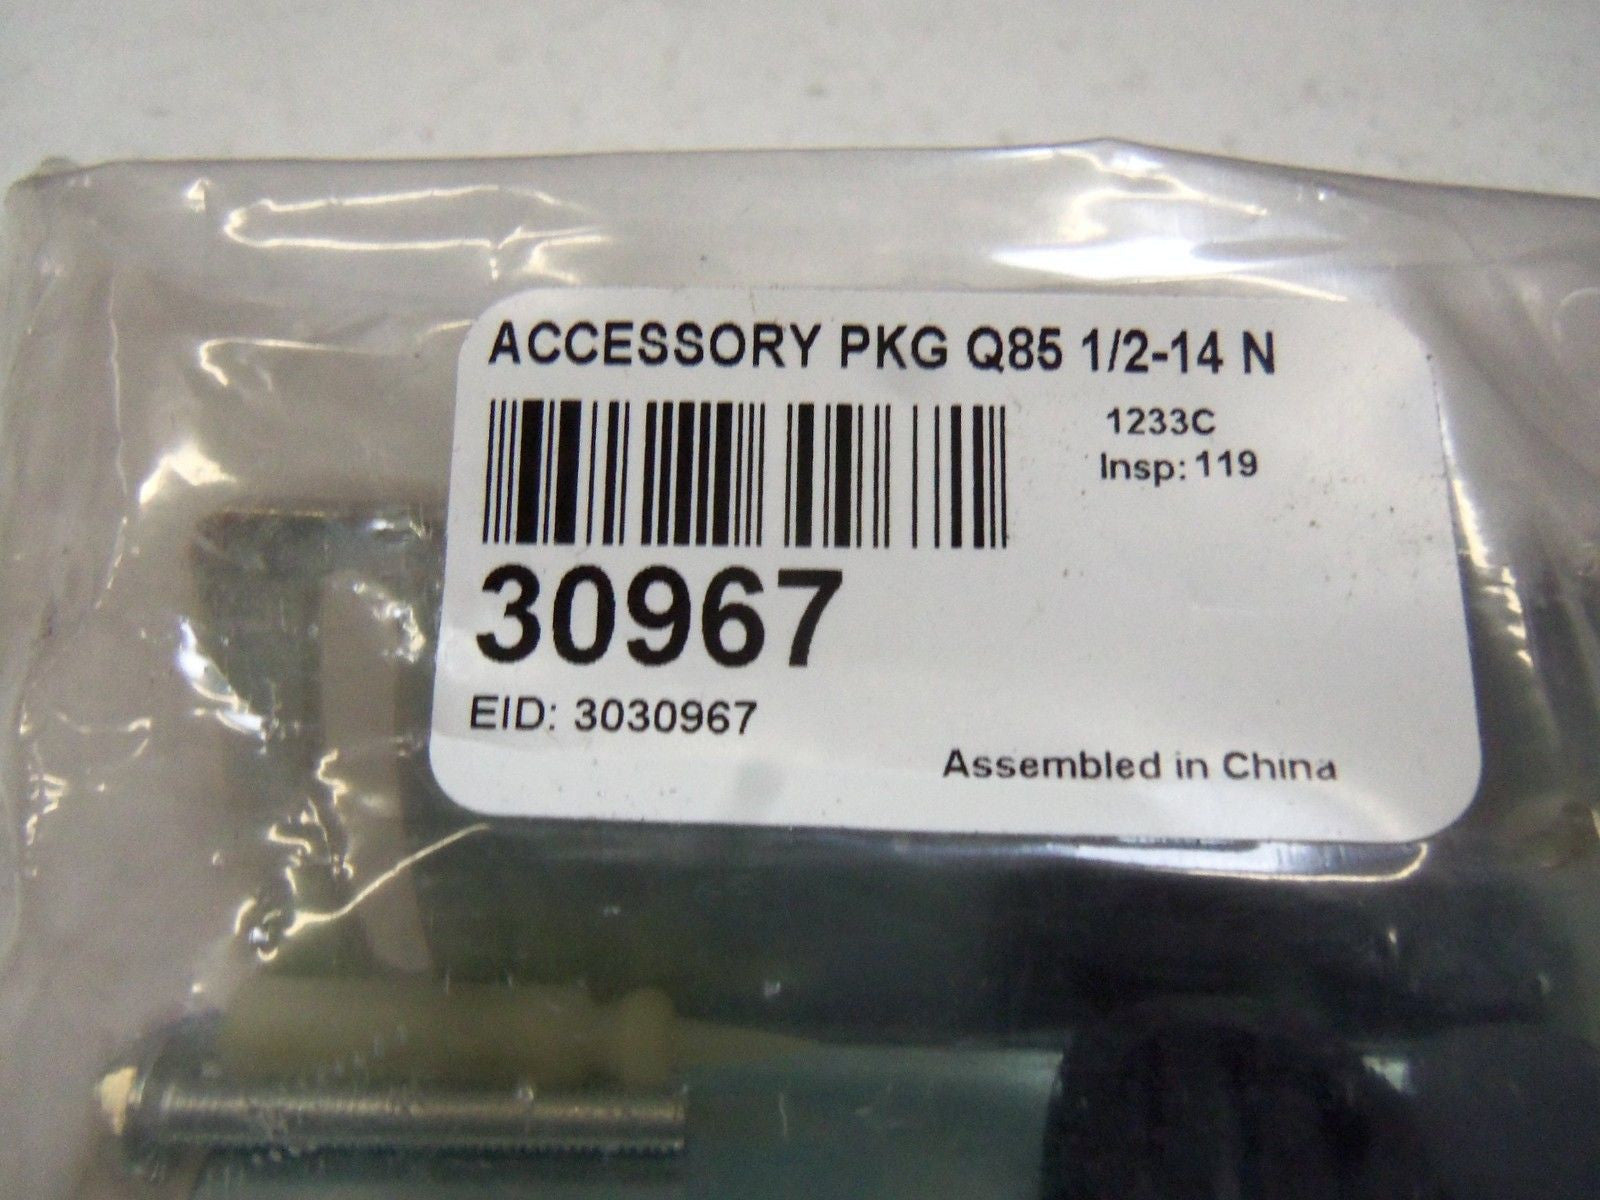 ACCESSORY PKG Q85 1/2-14 N
1233C
Insp: 119
30967
EID: 3030967
Assembled in China